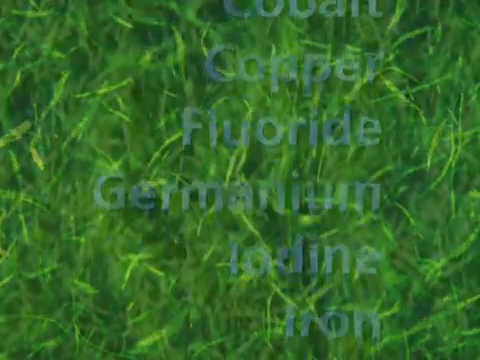 Cobalt
Copper
Fluoride
Germanium
Iodine
Iron